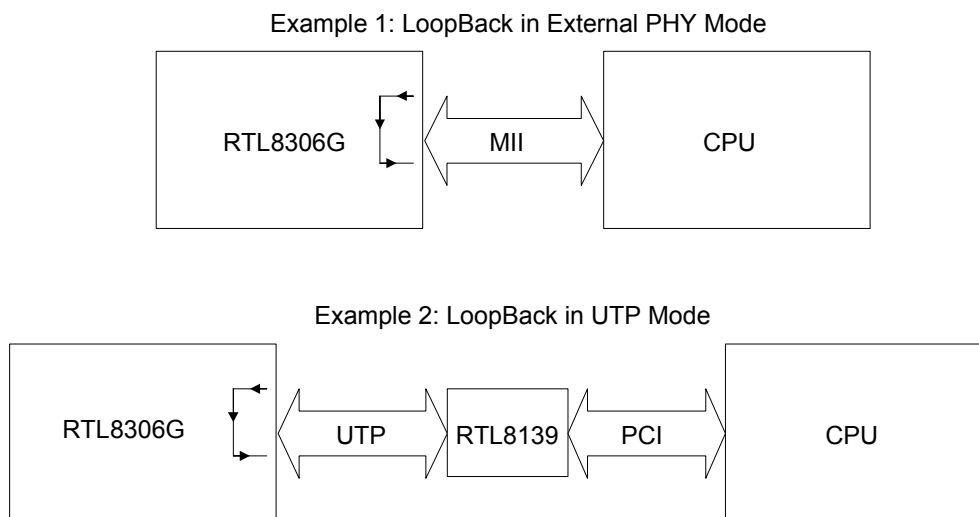 Example 1: LoopBack in External PHY Mode
RTL8306G
MII
CPU
Example 2: LoopBack in UTP Mode
RTL8306G
UTP
RTL8139
PCI
CPU